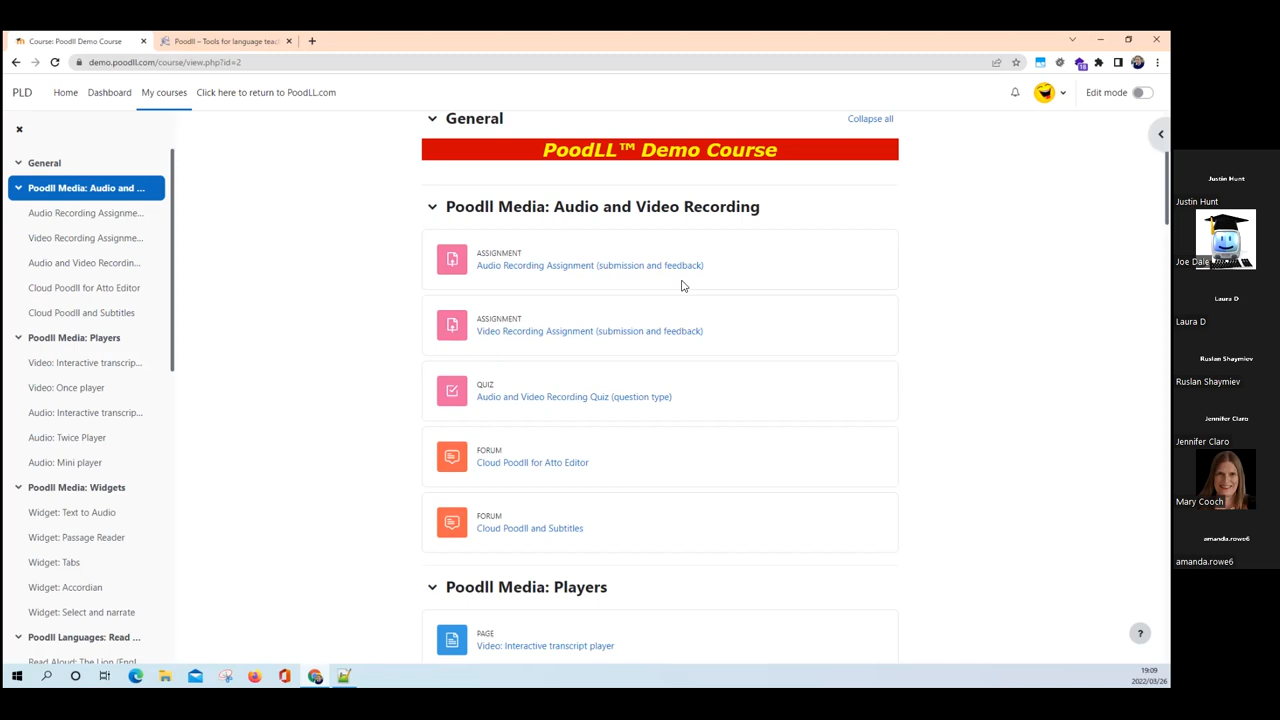 Course: Poodll Demo Course
Poodll – Tools for language teac
demo.poodll.com/course/view.php?id=2
18
PLD
Home
Dashboard
My courses
Click here to return to PoodLL.com
Edit mode
General
Poodll Media: Audio and ...
Audio Recording Assignme...
Video Recording Assignme...
Audio and Video Recordin...
Cloud Poodll for Atto Editor
Cloud Poodll and Subtitles
Poodll Media: Players
Video: Interactive transcrip...
Video: Once player
Audio: Interactive transcrip...
Audio: Twice Player
Audio: Mini player
Poodll Media: Widgets
Widget: Text to Audio
Widget: Passage Reader
Widget: Tabs
Widget: Accordian
Widget: Select and narrate
Poodll Languages: Read ...
Read Aloud: The Lion (Engl
General
Collapse all
PoodLL™ Demo Course
Poodll Media: Audio and Video Recording
ASSIGNMENT
Audio Recording Assignment (submission and feedback)
ASSIGNMENT
Video Recording Assignment (submission and feedback)
QUIZ
Audio and Video Recording Quiz (question type)
FORUM
Cloud Poodll for Atto Editor
FORUM
Cloud Poodll and Subtitles
Poodll Media: Players
PAGE
Video: Interactive transcript player
?
19:09
2022/03/26
Justin Hunt
Justin Hunt
Joe Dale
Laura D
Laura D
Ruslan Shaymiev
Ruslan Shaymiev
Jennifer Claro
Jennifer Claro
Mary Cooch
amanda.rowe6
amanda.rowe6